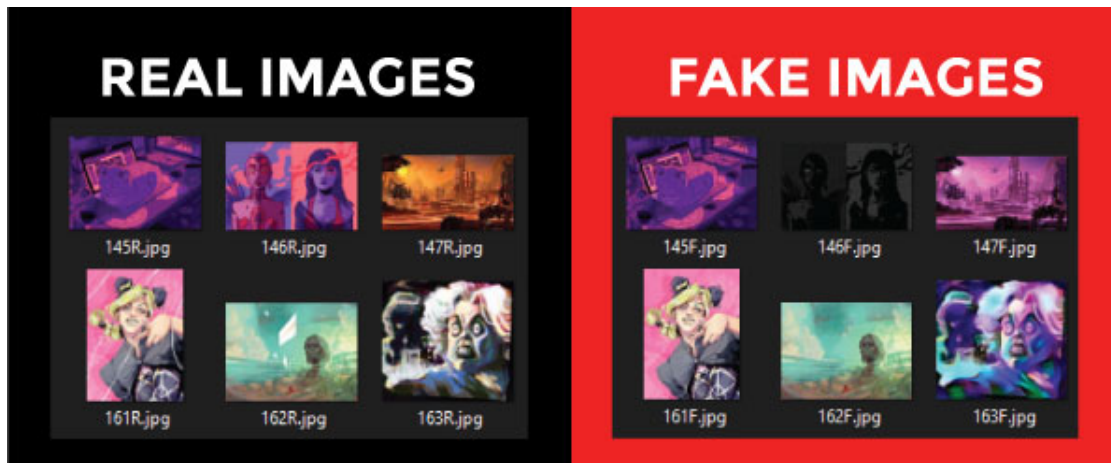 REAL IMAGES
145R.jpg 146R.jpg 147R.jpg
161R.jpg 162R.jpg 163R.jpg
FAKE IMAGES
145F.jpg 146F.jpg 147F.jpg
161F.jpg 162F.jpg 163F.jpg